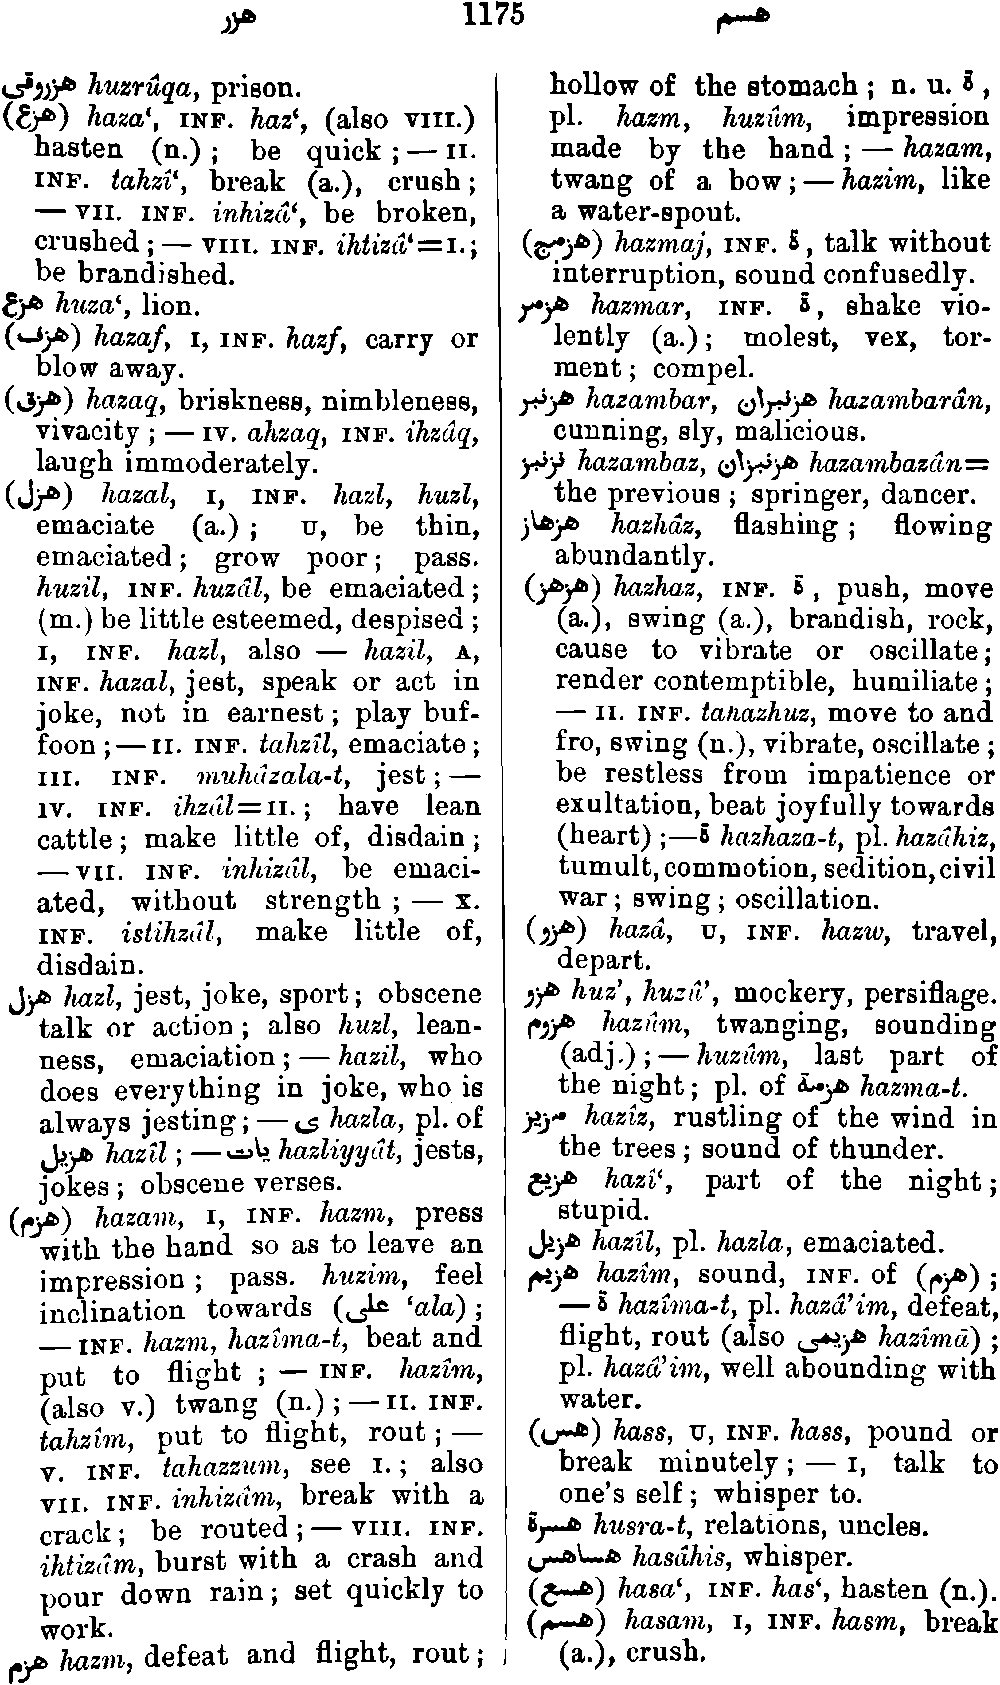 هزر 1175 هسم
هزروقى huzrûqa, prison.
(هزع) haza‘, INF. haz‘, (also VIII.)
hasten (n.) ; be quick ; — II.
INF. tahzî‘, break (a.), crush ;
— VII. INF. inhizâ‘, be broken,
crushed ; — VIII. INF. ihtizâ‘=I. ;
be brandished.
هزع huza‘, lion.
(هزف) hazaf, I, INF. hazf, carry or
blow away.
(هزق) hazaq, briskness, nimbleness,
vivacity ; — IV. ahzaq, INF. ihzâq,
laugh immoderately.
(هزل) hazal, I, INF. hazl, huzl,
emaciate (a.) ; U, be thin,
emaciated ; grow poor ; pass.
huzil, INF. huzâl, be emaciated ;
(m.) be little esteemed, despised ;
I, INF. hazl, also — hazil, A,
INF. hazal, jest, speak or act in
joke, not in earnest ; play buf-
foon ; — II. INF. tahzîl, emaciate ;
III. INF. muhâzala-t, jest ; —
IV. INF. ihzâl=II. ; have lean
cattle ; make little of, disdain ;
— VII. INF. inhizâl, be emaci-
ated, without strength ; — X.
INF. istihzâl, make little of,
disdain.
هزل hazl, jest, joke, sport ; obscene
talk or action ; also huzl, lean-
ness, emaciation ; — hazil, who
does everything in joke, who is
always jesting ; — ى hazla, pl. of
هزيل hazîl ; — يات hazliyyât, jests,
jokes ; obscene verses.
(هزم) hazam, I, INF. hazm, press
with the hand so as to leave an
impression ; pass. huzim, feel
inclination towards (على ‘ala) ;
— INF. hazm, hazîma-t, beat and
put to flight ; — INF. hazîm,
(also V.) twang (n.) ; — II. INF.
tahzîm, put to flight, rout ; —
V. INF. tahazzum, see I. ; also
VII. INF. inhizâm, break with a
crack ; be routed ; — VIII. INF.
ihtizâm, burst with a crash and
pour down rain ; set quickly to
work.
هزم hazm, defeat and flight, rout ;
hollow of the stomach ; n. u. ة ,
pl. hazm, huzûm, impression
made by the hand ; — hazam,
twang of a bow ; — hazim, like
a water-spout.
(هزمج) hazmaj, INF. ة , talk without
interruption, sound confusedly.
هزمر hazmar, INF. ة , shake vio-
lently (a.) ; molest, vex, tor-
ment ; compel.
هزنبر hazambar, هزنبران hazambarân,
cunning, sly, malicious.
hazambaz, هزنبزان hazambazân=
the previous ; springer, dancer.
هزهاز hazhâz, flashing ; flowing
abundantly.
(هزهز) hazhaz, INF. ة , push, move
(a.), swing (a.), brandish, rock,
cause to vibrate or oscillate ;
render contemptible, humiliate ;
— II. INF. tahazhuz, move to and
fro, swing (n.), vibrate, oscillate ;
be restless from impatience or
exultation, beat joyfully towards
(heart) ; — ة hazhaza-t, pl. hazâhiz,
tumult, commotion, sedition, civil
war ; swing ; oscillation.
(هزو) hazâ, U, INF. hazw, travel,
depart.
هزو huz’, huzû’, mockery, persiflage.
هزوم hazûm, twanging, sounding
(adj.) ; — huzûm, last part of
the night ; pl. of هزمة hazma-t.
هزيز hazîz, rustling of the wind in
the trees ; sound of thunder.
هزيع hazî‘, part of the night ;
stupid.
هزيل hazîl, pl. hazla, emaciated.
هزيم hazîm, sound, INF. of (هزم) ;
— ة hazîma-t, pl. hazâ’im, defeat,
flight, rout (also هزيمى hazîmâ) ;
pl. hazâ’im, well abounding with
water.
(هس) hass, U, INF. hass, pound or
break minutely ; — I, talk to
one's self ; whisper to.
هسرة husra-t, relations, uncles.
هساهس hasâhis, whisper.
(هسع) hasa‘, INF. has‘, hasten (n.).
(هسم) hasam, I, INF. hasm, break
(a.), crush.